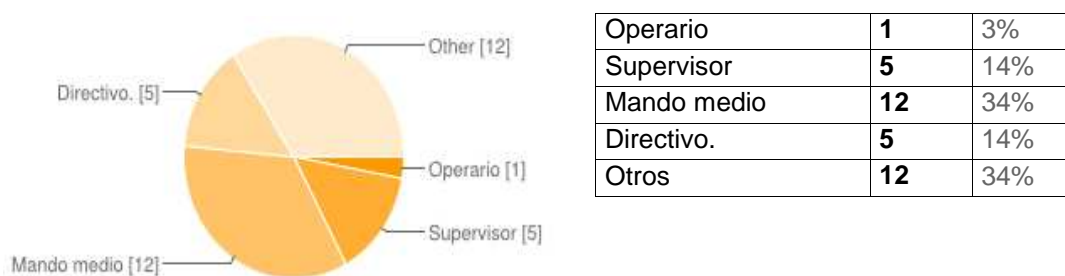 Other [12]
Directivo. [5]
Operario [1]
Supervisor [5]
Mando medio [12]
Operario 1 3%
Supervisor 5 14%
Mando medio 12 34%
Directivo. 5 14%
Otros 12 34%